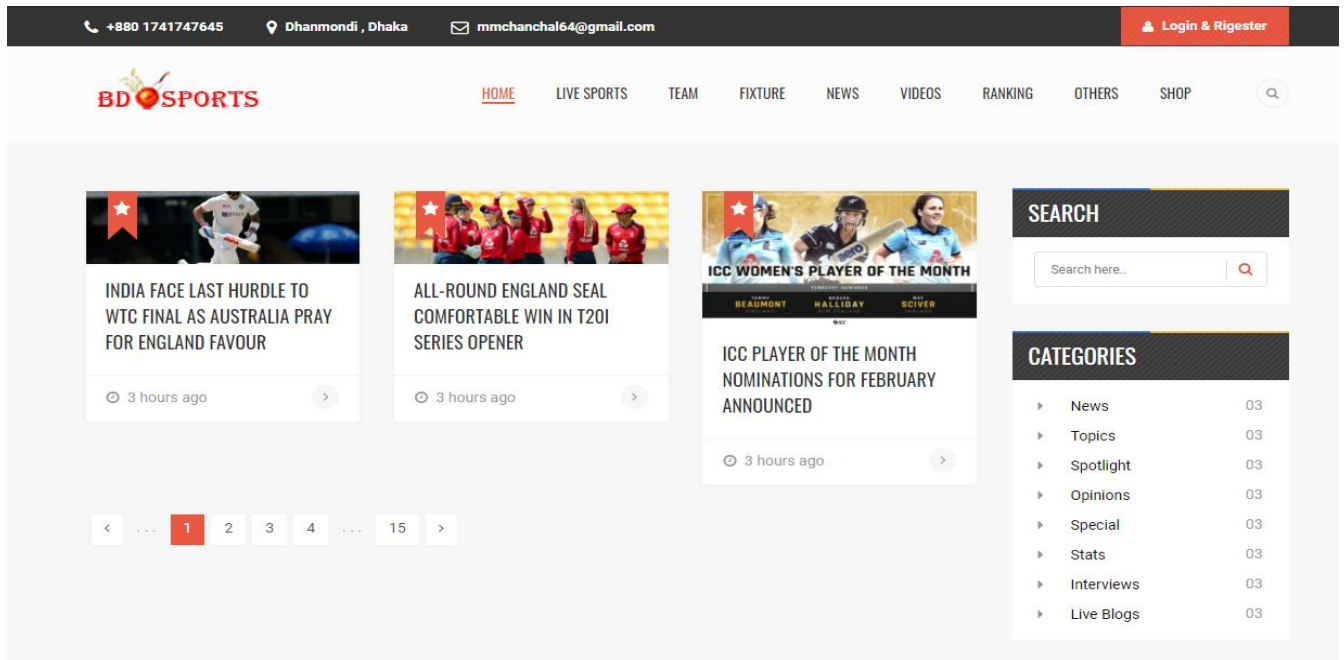 +880 1741747645 Dhanmondi , Dhaka mmchanchal64@gmail.com Login & Rigester
BD SPORTS
HOME LIVE SPORTS TEAM FIXTURE NEWS VIDEOS RANKING OTHERS SHOP
INDIA FACE LAST HURDLE TO
WTC FINAL AS AUSTRALIA PRAY
FOR ENGLAND FAVOUR
3 hours ago
ALL-ROUND ENGLAND SEAL
COMFORTABLE WIN IN T20I
SERIES OPENER
3 hours ago
ICC WOMEN'S PLAYER OF THE MONTH
BEAUMONT HALLIDAY SCIVER
ICC PLAYER OF THE MONTH
NOMINATIONS FOR FEBRUARY
ANNOUNCED
3 hours ago
< ... 1 2 3 4 ... 15 >
SEARCH
Search here..
CATEGORIES
News 03
Topics 03
Spotlight 03
Opinions 03
Special 03
Stats 03
Interviews 03
Live Blogs 03